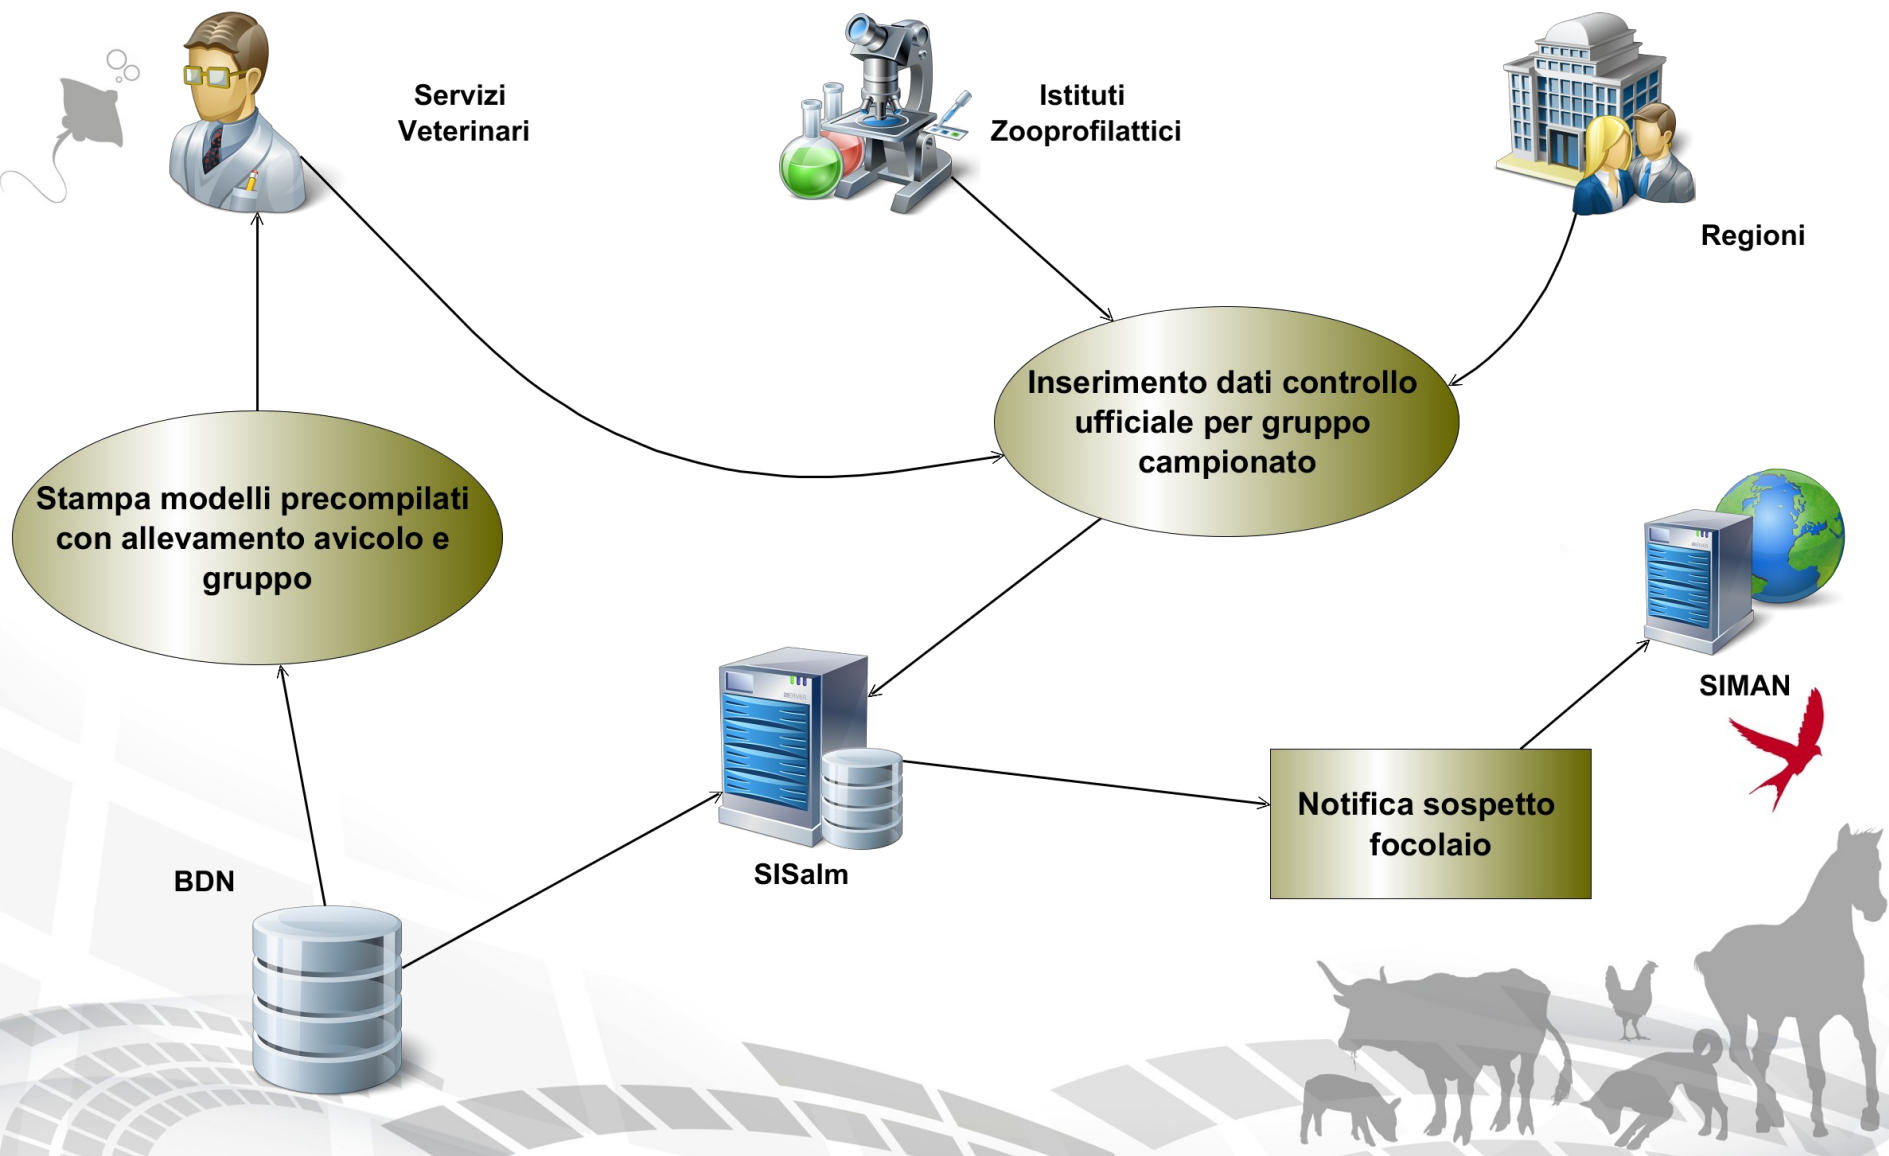 Servizi
Veterinari
Istituti
Zooprofilattici
Regioni
Inserimento dati controllo
ufficiale per gruppo
campionato
Stampa modelli precompilati
con allevamento avicolo e
gruppo
SIMAN
Notifica sospetto
focolaio
SISalm
BDN